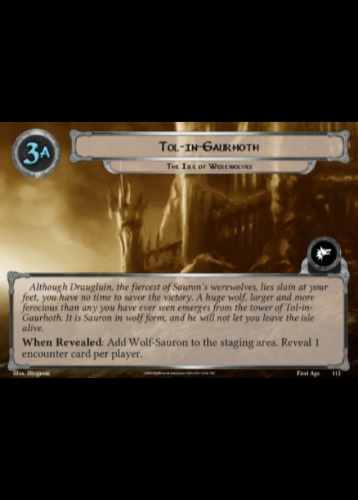 3A
TOL-IN-GAURHOTH
THE ISLE OF WEREWOLVES
Although Draugluin, the fiercest of Sauron's werewolves, lies slain at your
feet, you have no time to savor the victory. A huge wolf, larger and more
ferocious than any you have ever seen emerges from the tower of Tol-in-
Gaurhoth. It is Sauron in wolf form, and he will not let you leave the isle
alive.
When Revealed: Add Wolf-Sauron to the staging area. Reveal 1
encounter card per player.
First Age